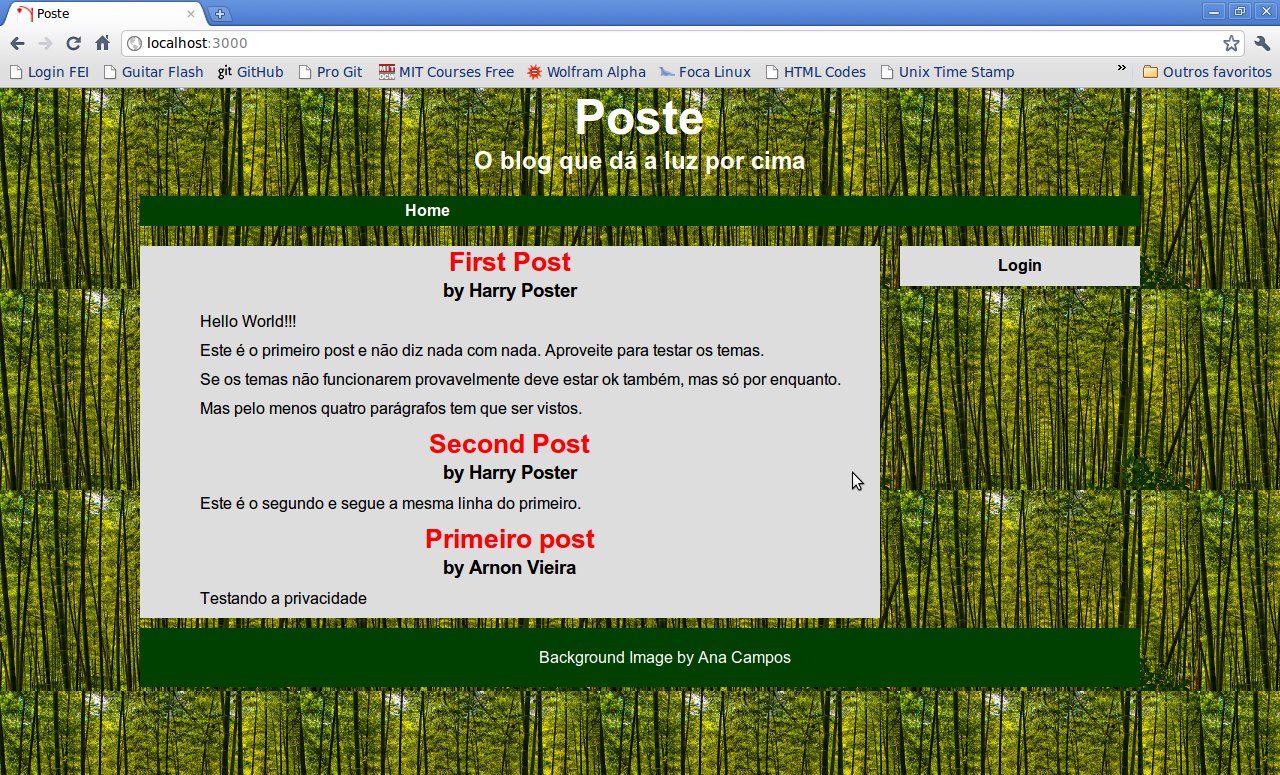 Poste
localhost:3000
Login FEI Guitar Flash git GitHub Pro Git MIT OCW MIT Courses Free Wolfram Alpha Foca Linux HTML Codes Unix Time Stamp » Outros favoritos
Poste
O blog que dá a luz por cima
Home
First Post
by Harry Poster
Hello World!!!
Este é o primeiro post e não diz nada com nada. Aproveite para testar os temas.
Se os temas não funcionarem provavelmente deve estar ok também, mas só por enquanto.
Mas pelo menos quatro parágrafos tem que ser vistos.
Second Post
by Harry Poster
Este é o segundo e segue a mesma linha do primeiro.
Primeiro post
by Arnon Vieira
Testando a privacidade
Login
Background Image by Ana Campos